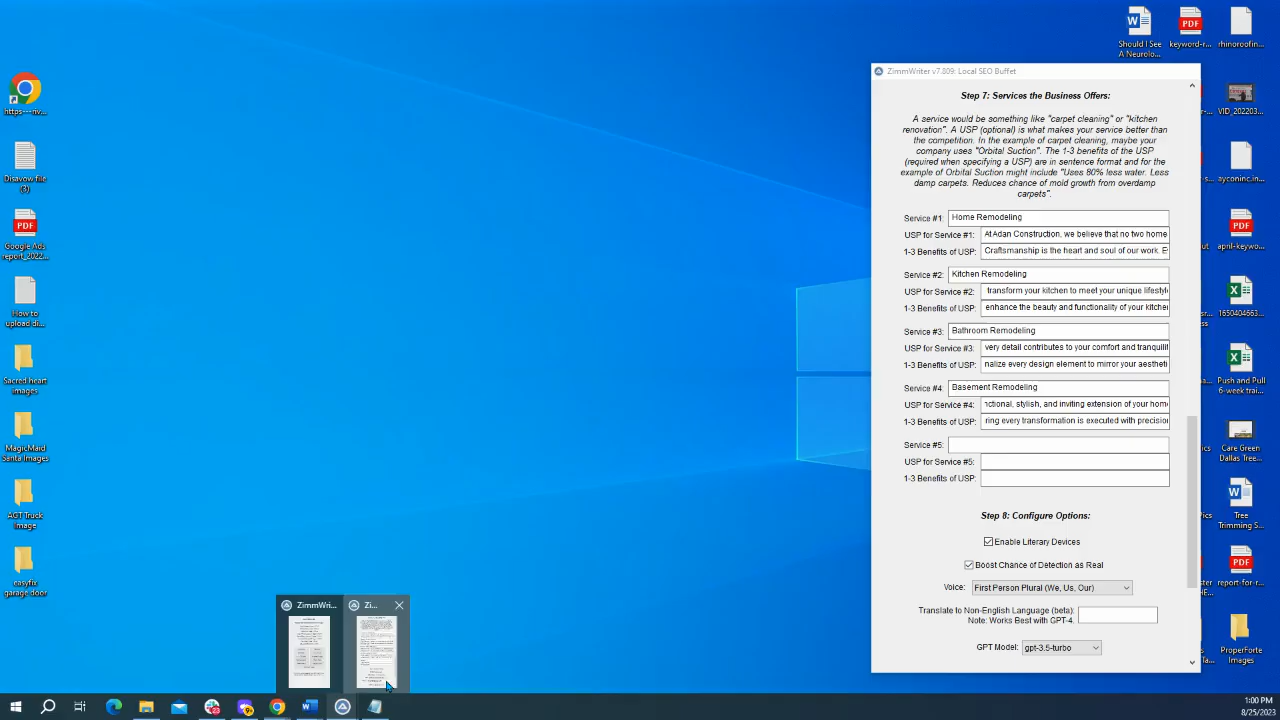 https---riv...
Disavow file
(3)
Google Ads
report_2022...
How to
upload di...
Sacred heart
images
MagicMaid
Santa Images
AGT Truck
Image
easyfix
garage door
Should I See
A Neurolo...
keyword-r...
rhinoroofin...
VID_202203...
ayconinc.in...
april-keywo...
1650404663...
Push and Pull
6-week trai...
Care Green
Dallas Tree...
Tree
Trimming S...
report-for-r...
ProperForte
Images
ZimmWriter v7.809: Local SEO Buffet
Step 7: Services the Business Offers:
A service would be something like "carpet cleaning" or "kitchen
renovation". A USP (optional) is what makes your service better than
the competition. In the example of carpet cleaning, maybe your
company uses "Orbital Suction". The 1-3 benefits of the USP
(required when specifying a USP) are in sentence format and for the
example of Orbital Suction might include "Uses 80% less water. Less
damp carpets. Reduces chance of mold growth from overdamp
carpets".
Service #1: Home Remodeling
USP for Service #1: At Adan Construction, we believe that no two home
1-3 Benefits of USP: Craftsmanship is the heart and soul of our work. E
Service #2: Kitchen Remodeling
USP for Service #2: transform your kitchen to meet your unique lifestyle
1-3 Benefits of USP: enhance the beauty and functionality of your kitchen
Service #3: Bathroom Remodeling
USP for Service #3: very detail contributes to your comfort and tranquilit
1-3 Benefits of USP: nalize every design element to mirror your aestheti
Service #4: Basement Remodeling
USP for Service #4: nctional, stylish, and inviting extension of your home
1-3 Benefits of USP: ring every transformation is executed with precision
Service #5:
USP for Service #5:
1-3 Benefits of USP:
Step 8: Configure Options:
Enable Literary Devices
Boost Chance of Detection as Real
Voice: First Person Plural (We, Us, Our)
Translate to Non-English Language (beta):
Note: Works Best with GPT-4.
GPT Model: gpt-3.5-turbo
ZimmWri...
Zi...
1:00 PM
8/25/2023